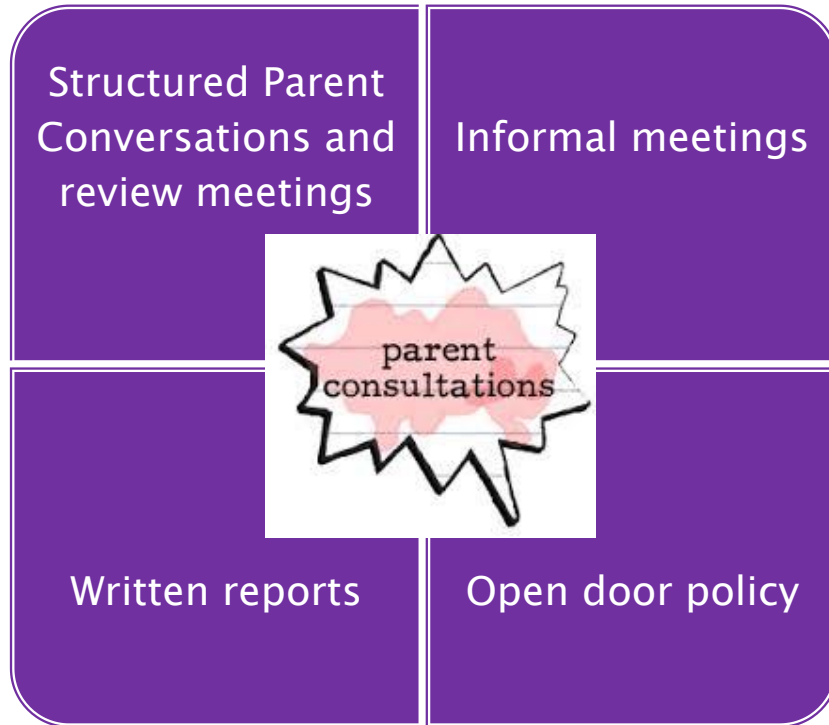 Structured Parent
Conversations and
review meetings
Informal meetings
parent
consultations
Written reports
Open door policy